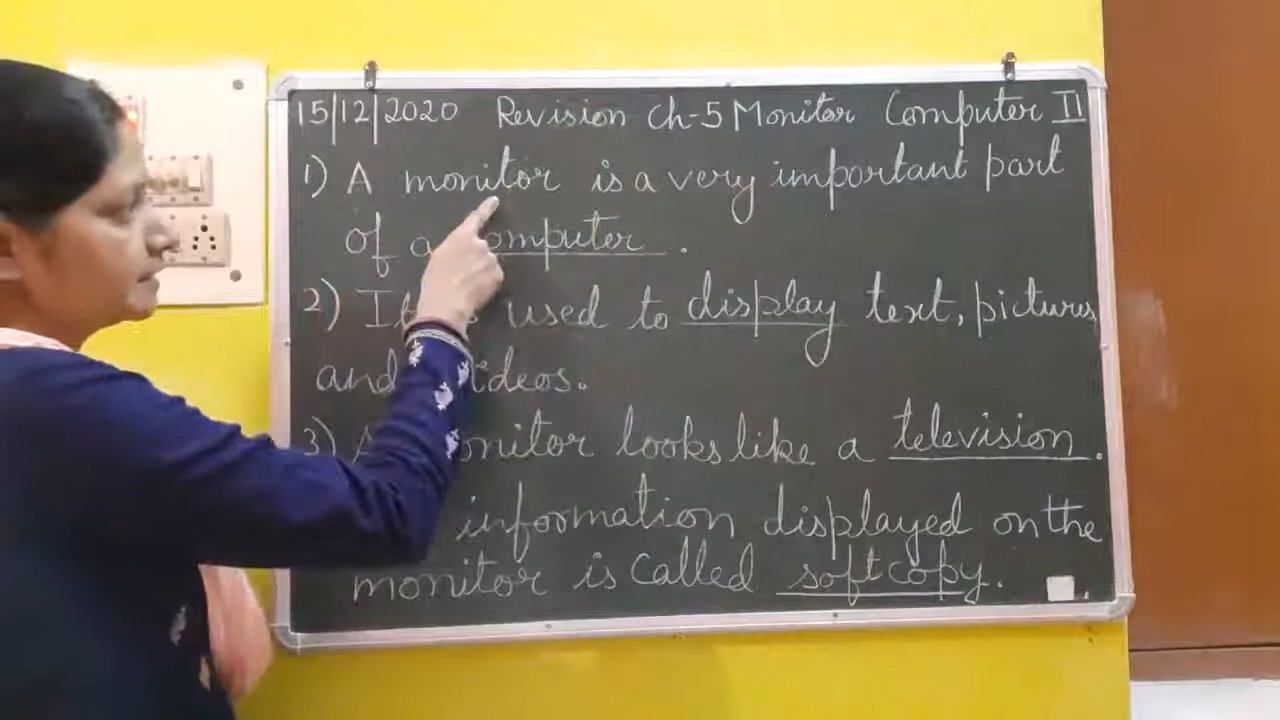 15/12/2020 Revision Ch-5 Monitor Computer II
1) A monitor is a very important part
of a computer.
2) It used to display text, pictures
and videos.
3) A monitor looks like a television.
information displayed on the
monitor is called soft copy.